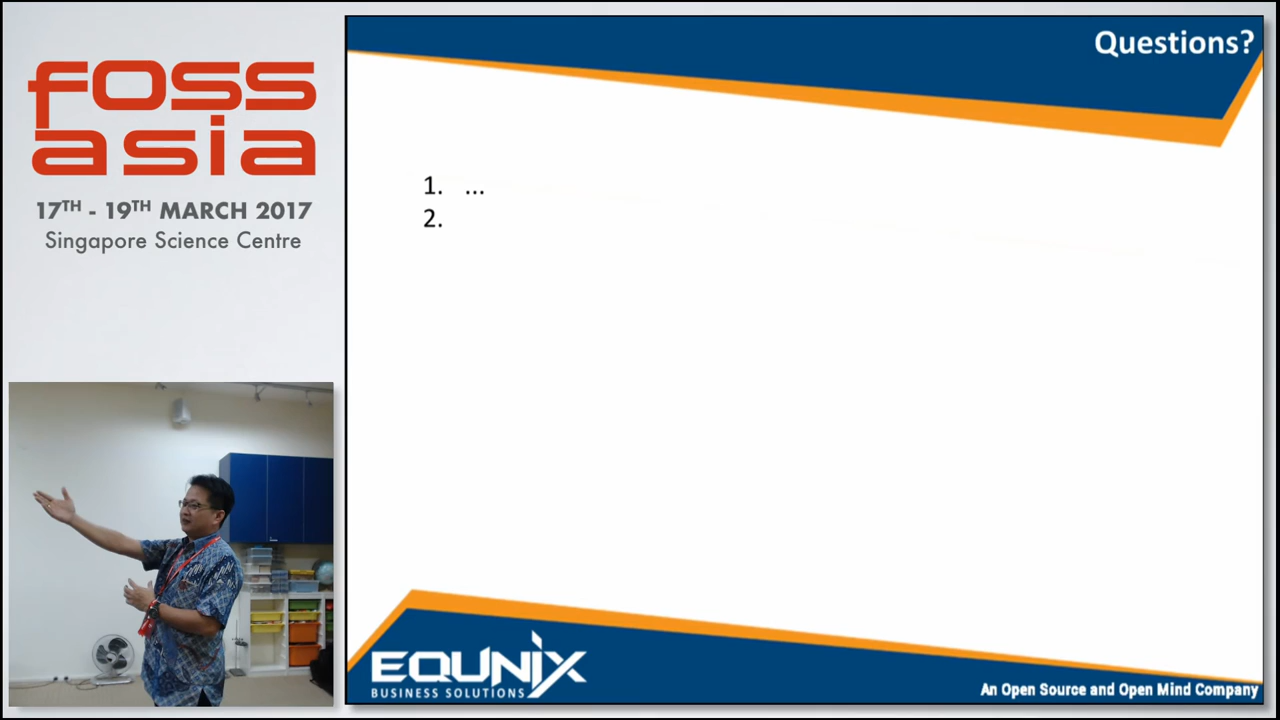 foss
asia
17TH - 19TH MARCH 2017
Singapore Science Centre
Questions?
1. ...
2.
EQUNIX
BUSINESS SOLUTIONS
An Open Source and Open Mind Company